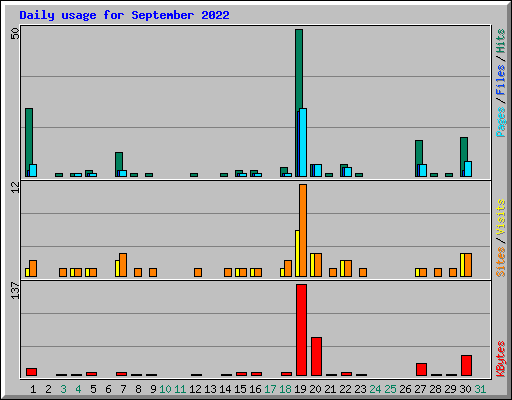 Daily usage for September 2022
50
Pages / Files / Hits
12
Sites / Visits
137
KBytes
1 2 3 4 5 6 7 8 9 10 11 12 13 14 15 16 17 18 19 20 21 22 23 24 25 26 27 28 29 30 31